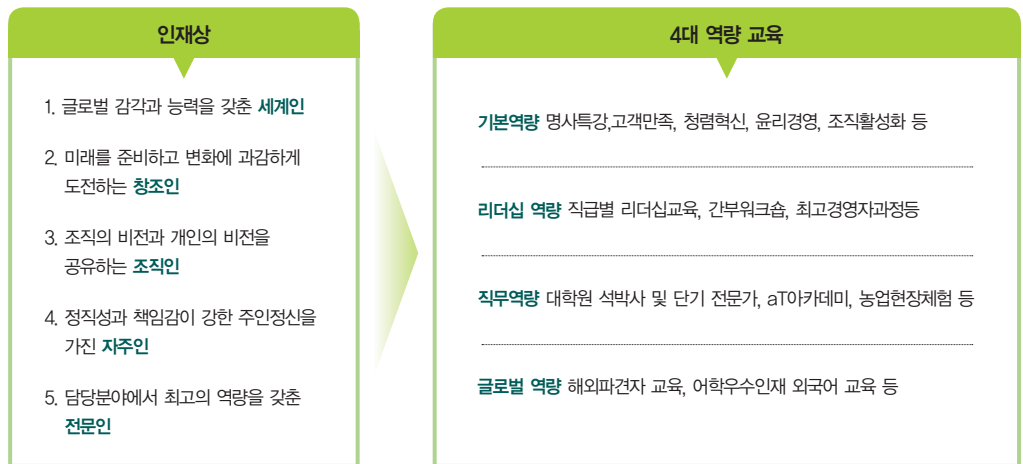 인재상
1. 글로벌 감각과 능력을 갖춘 세계인
2. 미래를 준비하고 변화에 과감하게
도전하는 창조인
3. 조직의 비전과 개인의 비전을
공유하는 조직인
4. 정직성과 책임감이 강한 주인정신을
가진 자주인
5. 담당분야에서 최고의 역량을 갖춘
전문인
4대 역량 교육
기본역량 명사특강,고객만족, 청렴혁신, 윤리경영, 조직활성화 등
리더십 역량 직급별 리더십교육, 간부워크숍, 최고경영자과정등
직무역량 대학원 석박사 및 단기 전문가, aT아카데미, 농업현장체험 등
글로벌 역량 해외파견자 교육, 어학우수인재 외국어 교육 등